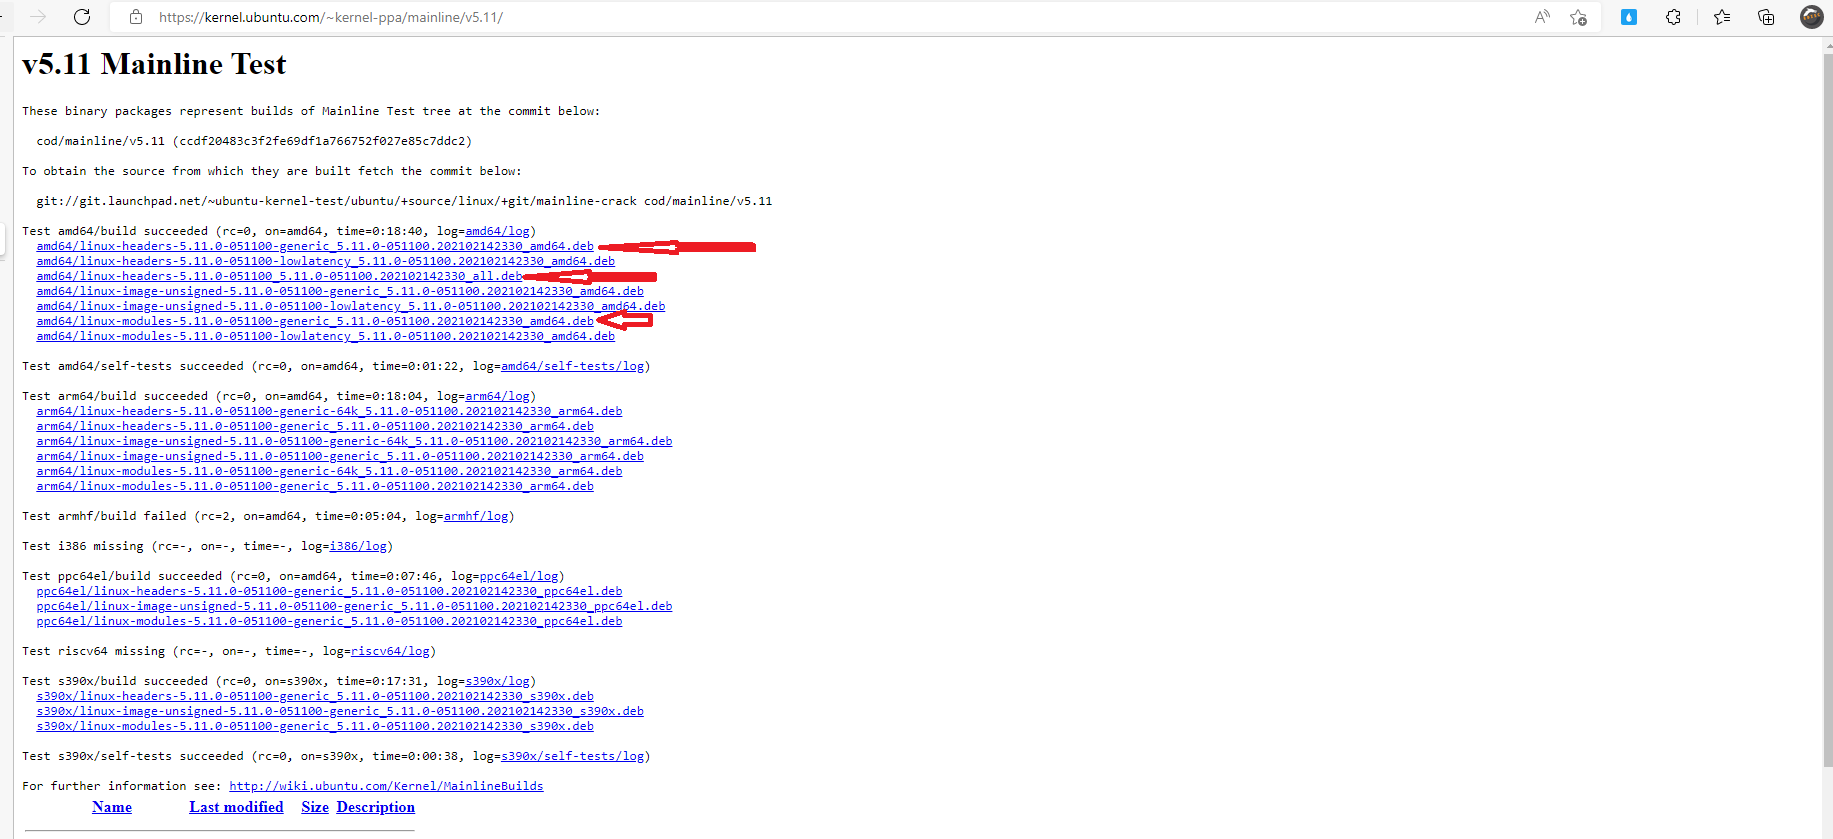 https://kernel.ubuntu.com/~kernel-ppa/mainline/v5.11/
v5.11 Mainline Test
These binary packages represent builds of Mainline Test tree at the commit below:
cod/mainline/v5.11 (ccdf20483c3f2fe69df1a766752f027e85c7ddc2)
To obtain the source from which they are built fetch the commit below:
git://git.launchpad.net/~ubuntu-kernel-test/ubuntu/+source/linux/+git/mainline-crack cod/mainline/v5.11
Test amd64/build succeeded (rc=0, on=amd64, time=0:18:40, log=amd64/log)
amd64/linux-headers-5.11.0-051100-generic_5.11.0-051100.202102142330_amd64.deb
amd64/linux-headers-5.11.0-051100-lowlatency_5.11.0-051100.202102142330_amd64.deb
amd64/linux-headers-5.11.0-051100_5.11.0-051100.202102142330_all.deb
amd64/linux-image-unsigned-5.11.0-051100-generic_5.11.0-051100.202102142330_amd64.deb
amd64/linux-image-unsigned-5.11.0-051100-lowlatency_5.11.0-051100.202102142330_amd64.deb
amd64/linux-modules-5.11.0-051100-generic_5.11.0-051100.202102142330_amd64.deb
amd64/linux-modules-5.11.0-051100-lowlatency_5.11.0-051100.202102142330_amd64.deb
Test amd64/self-tests succeeded (rc=0, on=amd64, time=0:01:22, log=amd64/self-tests/log)
Test arm64/build succeeded (rc=0, on=amd64, time=0:18:04, log=arm64/log)
arm64/linux-headers-5.11.0-051100-generic-64k_5.11.0-051100.202102142330_arm64.deb
arm64/linux-headers-5.11.0-051100-generic_5.11.0-051100.202102142330_arm64.deb
arm64/linux-image-unsigned-5.11.0-051100-generic-64k_5.11.0-051100.202102142330_arm64.deb
arm64/linux-image-unsigned-5.11.0-051100-generic_5.11.0-051100.202102142330_arm64.deb
arm64/linux-modules-5.11.0-051100-generic-64k_5.11.0-051100.202102142330_arm64.deb
arm64/linux-modules-5.11.0-051100-generic_5.11.0-051100.202102142330_arm64.deb
Test armhf/build failed (rc=2, on=amd64, time=0:05:04, log=armhf/log)
Test i386 missing (rc=-, on=-, time=-, log=i386/log)
Test ppc64el/build succeeded (rc=0, on=amd64, time=0:07:46, log=ppc64el/log)
ppc64el/linux-headers-5.11.0-051100-generic_5.11.0-051100.202102142330_ppc64el.deb
ppc64el/linux-image-unsigned-5.11.0-051100-generic_5.11.0-051100.202102142330_ppc64el.deb
ppc64el/linux-modules-5.11.0-051100-generic_5.11.0-051100.202102142330_ppc64el.deb
Test riscv64 missing (rc=-, on=-, time=-, log=riscv64/log)
Test s390x/build succeeded (rc=0, on=s390x, time=0:17:31, log=s390x/log)
s390x/linux-headers-5.11.0-051100-generic_5.11.0-051100.202102142330_s390x.deb
s390x/linux-image-unsigned-5.11.0-051100-generic_5.11.0-051100.202102142330_s390x.deb
s390x/linux-modules-5.11.0-051100-generic_5.11.0-051100.202102142330_s390x.deb
Test s390x/self-tests succeeded (rc=0, on=s390x, time=0:00:38, log=s390x/self-tests/log)
For further information see: http://wiki.ubuntu.com/Kernel/MainlineBuilds
Name Last modified Size Description